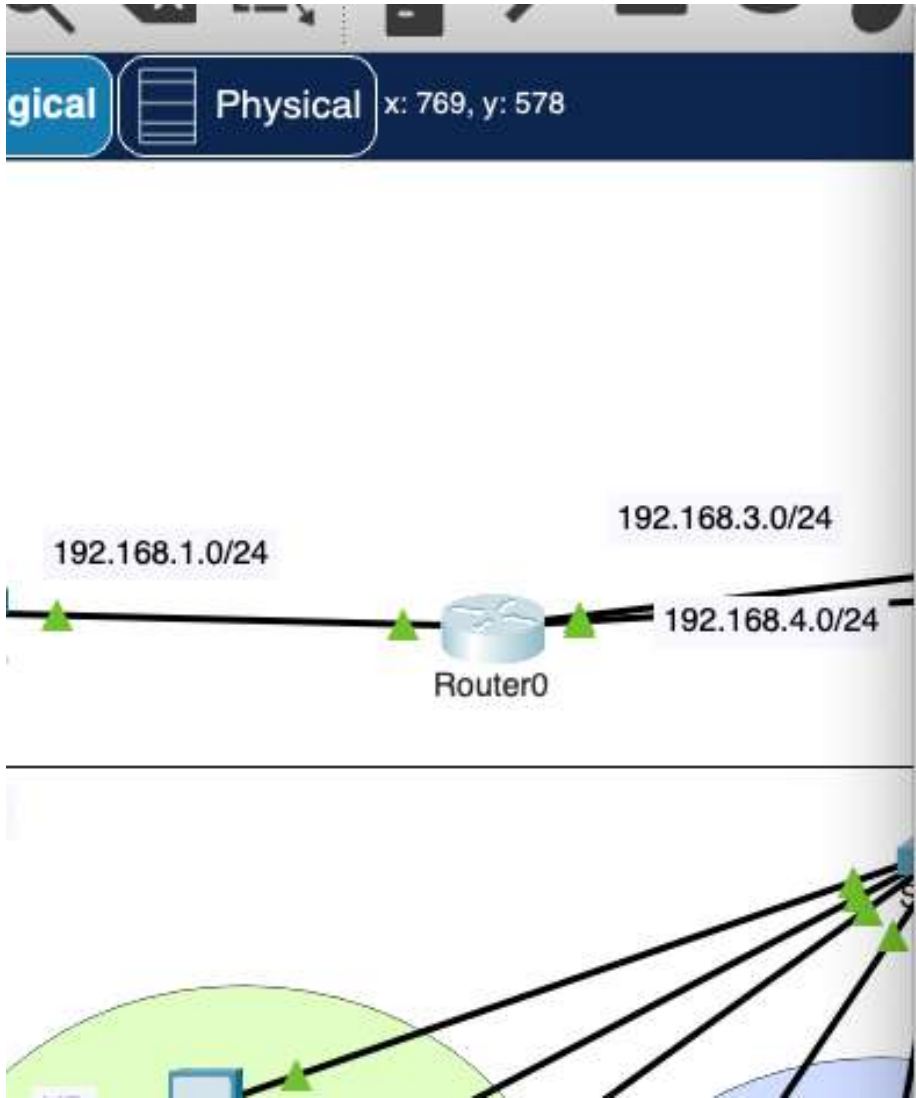 gical
Physical
x: 769, y: 578
192.168.3.0/24
192.168.1.0/24
192.168.4.0/24
Router0
S